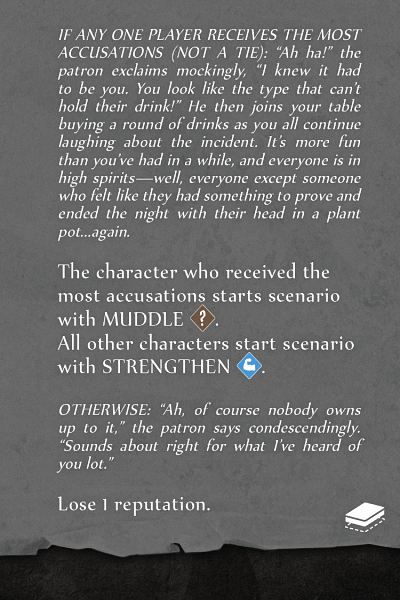 IF ANY ONE PLAYER RECEIVES THE MOST
ACCUSATIONS (NOT A TIE): “Ah ha!” the
patron exclaims mockingly, “I knew it had
to be you. You look like the type that can’t
hold their drink!” He then joins your table
buying a round of drinks as you all continue
laughing about the incident. It’s more fun
than you’ve had in a while, and everyone is in
high spirits—well, everyone except someone
who felt like they had something to prove and
ended the night with their head in a plant
pot...again.
The character who received the
most accusations starts scenario
with MUDDLE ?.
All other characters start scenario
with STRENGTHEN .
OTHERWISE: “Ah, of course nobody owns
up to it,” the patron says condescendingly.
“Sounds about right for what I’ve heard of
you lot.”
Lose 1 reputation.